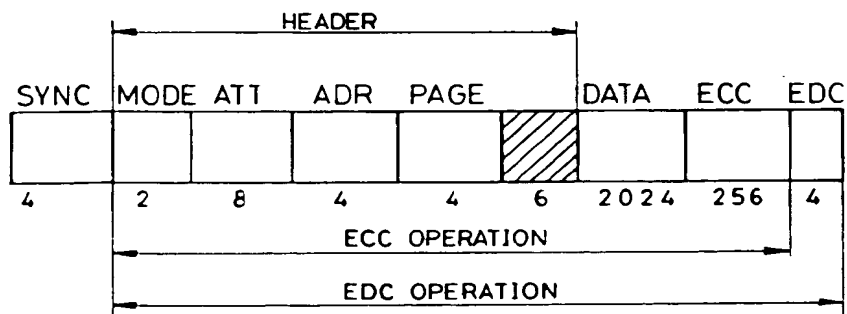 HEADER
SYNC MODE ATT ADR PAGE DATA ECC EDC
4 2 8 4 4 6 2024 256 4
ECC OPERATION
EDC OPERATION